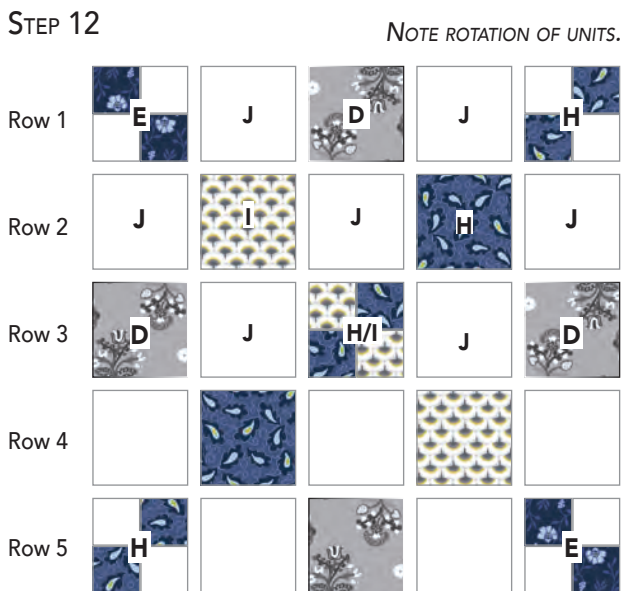 STEP 12
NOTE ROTATION OF UNITS.
Row 1 E J D J H
Row 2 J I J H J
Row 3 D J H/I J D
Row 4
Row 5 H E